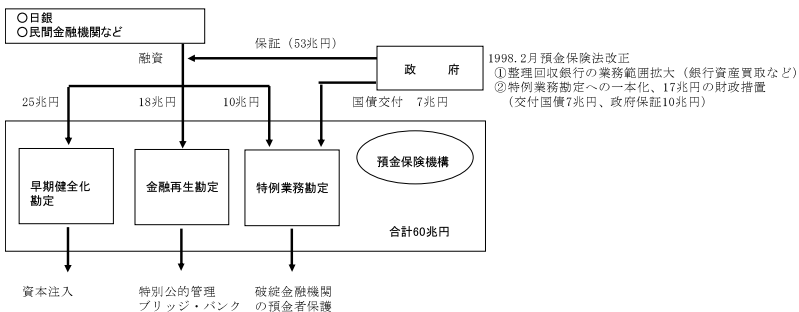 ○日銀
○民間金融機関など
保証（53兆円）
融資
政　府
1998.2月預金保険法改正
①整理回収銀行の業務範囲拡大（銀行資産買取など）
②特例業務勘定への一本化、17兆円の財政措置
（交付国債7兆円、政府保証10兆円）
25兆円
18兆円
10兆円
国債交付　7兆円
預金保険機構
早期健全化
勘定
金融再生勘定
特例業務勘定
合計60兆円
資本注入
特別公的管理
ブリッジ・バンク
破綻金融機関
の預金者保護